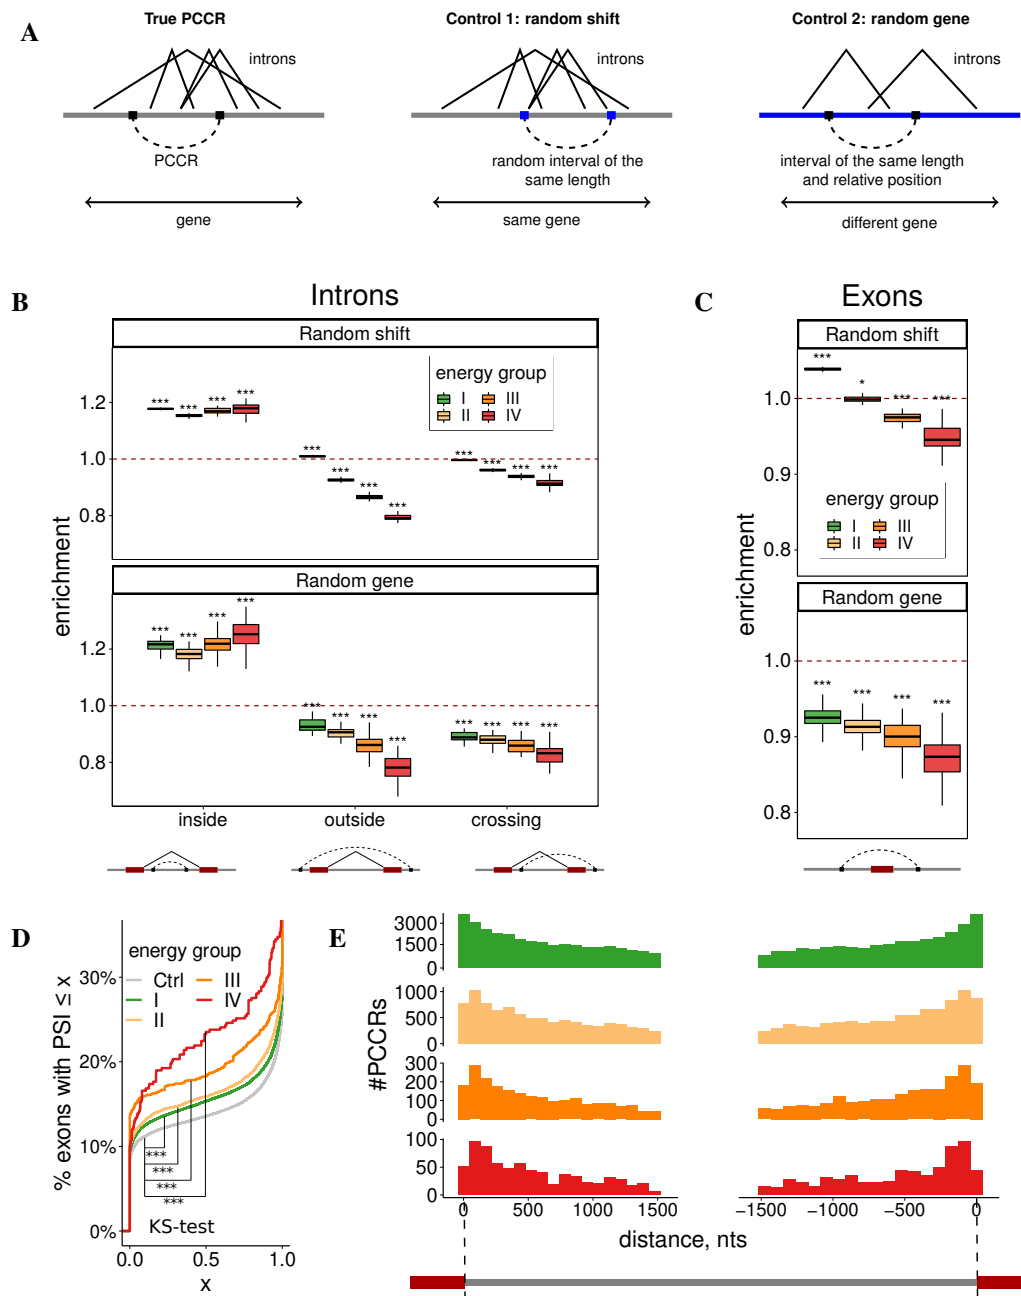 A
True PCCR
introns
PCCR
gene
Control 1: random shift
introns
random interval of the
same length
same gene
Control 2: random gene
introns
interval of the same length
and relative position
different gene
B
Introns
Random shift
enrichment
1.2
1.0
0.8
energy group
I
II
III
IV
***
***
***
***
***
***
***
***
***
***
***
***
Random gene
1.2
1.0
0.8
***
***
***
***
***
***
***
***
***
***
***
***
inside
outside
crossing
C
Exons
Random shift
enrichment
1.0
0.9
0.8
***
*
***
***
energy group
I
II
III
IV
Random gene
1.0
0.9
0.8
***
***
***
***
D
% exons with PSI ≤ x
30%
20%
10%
0%
energy group
Ctrl
I
II
III
IV
***
***
***
***
KS-test
0.0
0.5
1.0
x
E
#PCCRs
3000
1500
0
1000
500
0
300
200
100
0
100
50
0
0
500
1000
1500
−1500
−1000
−500
0
distance, nts